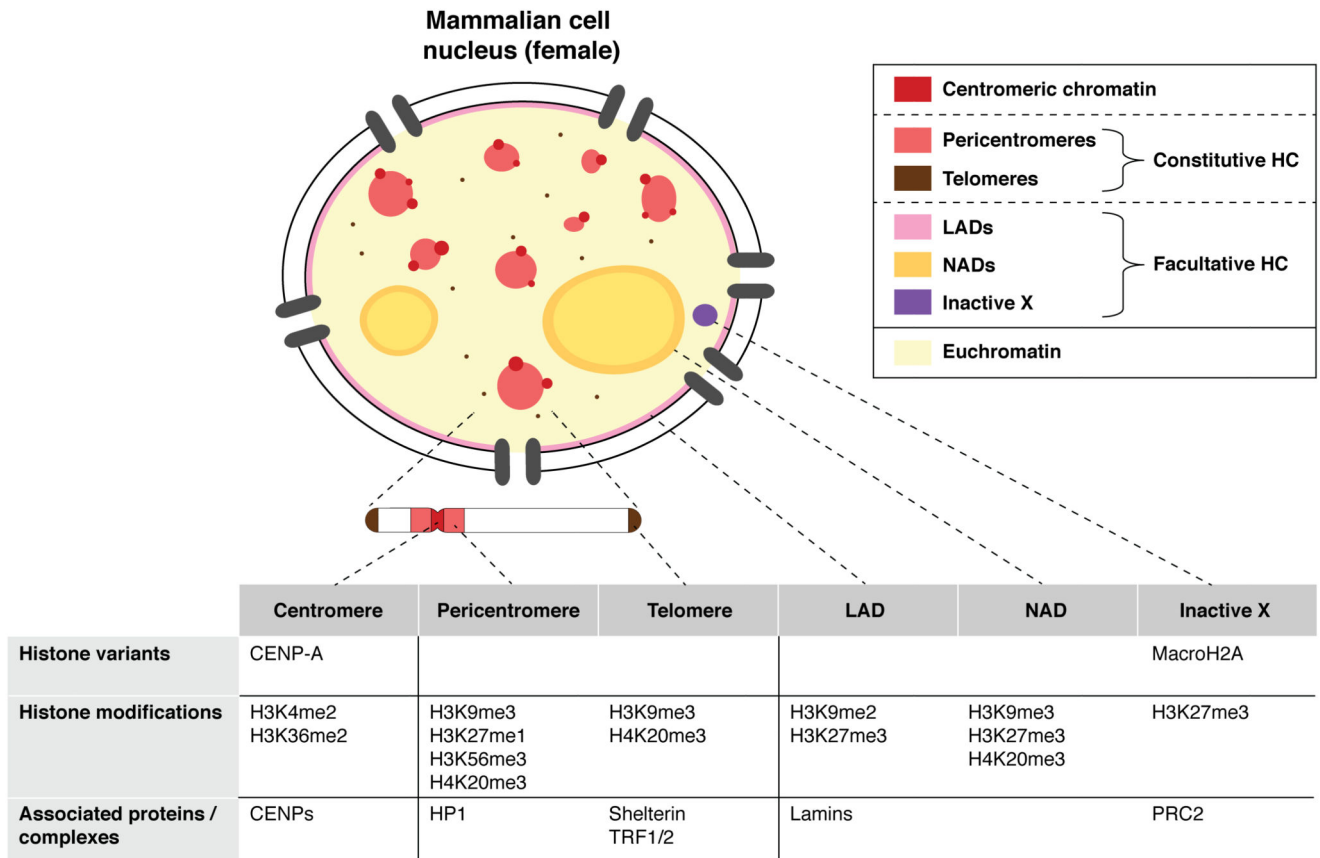 Mammalian cell
nucleus (female)
Centromeric chromatin
Pericentromeres
Telomeres
Constitutive HC
LADs
NADs
Inactive X
Facultative HC
Euchromatin
Centromere Pericentromere Telomere LAD NAD Inactive X
Histone variants CENP-A MacroH2A
Histone modifications H3K4me2 H3K9me3 H3K9me3 H3K9me2 H3K9me3 H3K27me3
H3K36me2 H3K27me1 H4K20me3 H3K27me3 H3K27me3
H3K56me3 H4K20me3
H4K20me3
Associated proteins / CENPs HP1 Shelterin Lamins PRC2
complexes TRF1/2